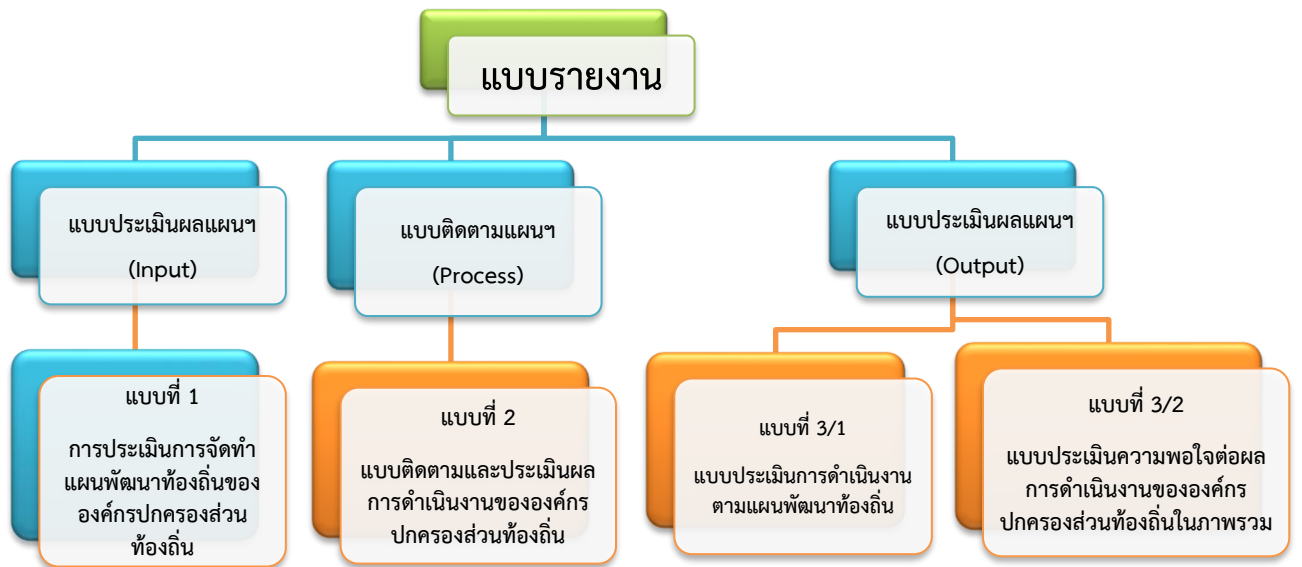 แบบรายงาน
แบบประเมินผลแผนฯ
(Input)
แบบติดตามแผนฯ
(Process)
แบบประเมินผลแผนฯ
(Output)
แบบที่ 1
การประเมินการจัดทำ
แผนพัฒนาท้องถิ่นของ
องค์กรปกครองส่วน
ท้องถิ่น
แบบที่ 2
แบบติดตามและประเมินผล
การดำเนินงานขององค์กร
ปกครองส่วนท้องถิ่น
แบบที่ 3/1
แบบประเมินการดำเนินงาน
ตามแผนพัฒนาท้องถิ่น
แบบที่ 3/2
แบบประเมินความพอใจต่อผล
การดำเนินงานขององค์กร
ปกครองส่วนท้องถิ่นในภาพรวม